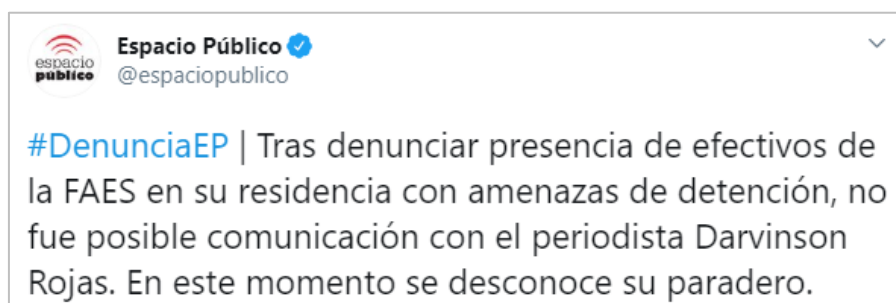 espacio
público
Espacio Público
@espaciopublico
#DenunciaEP | Tras denunciar presencia de efectivos de
la FAES en su residencia con amenazas de detención, no
fue posible comunicación con el periodista Darvinson
Rojas. En este momento se desconoce su paradero.